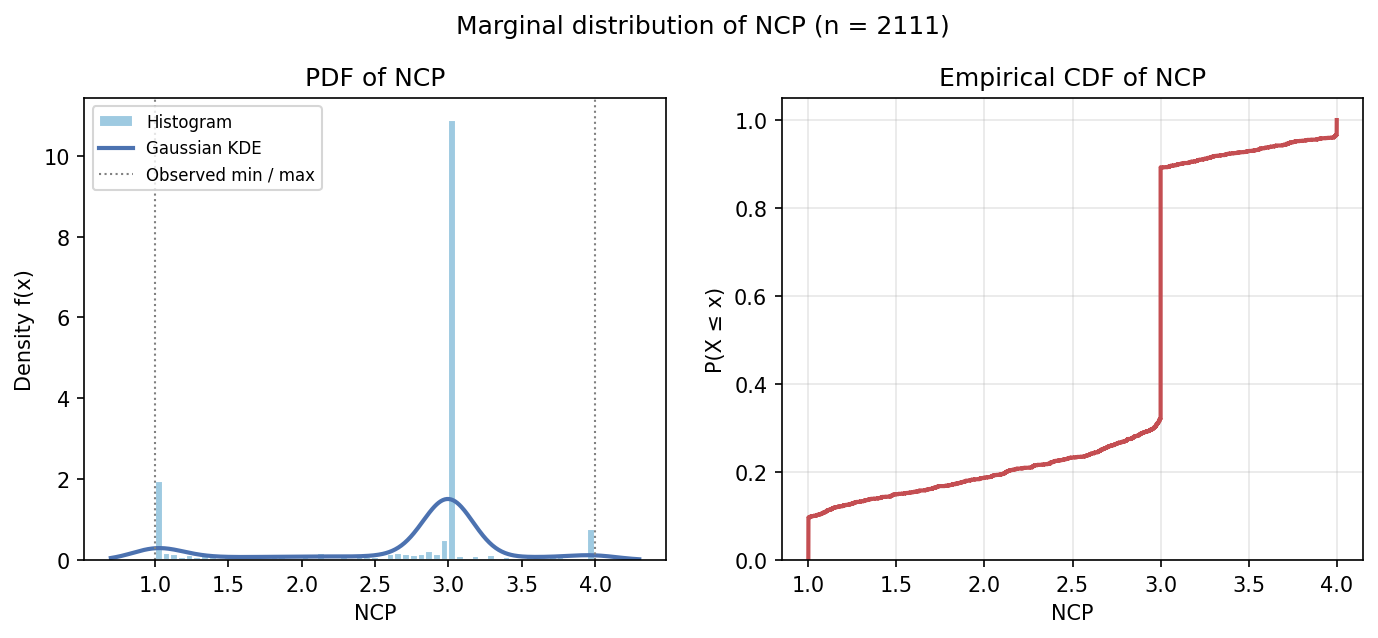 Marginal distribution of NCP (n = 2111)
PDF of NCP
Histogram
Gaussian KDE
Observed min / max
Density f(x)
10
8
6
4
2
0
1.0 1.5 2.0 2.5 3.0 3.5 4.0
NCP
Empirical CDF of NCP
P(X ≤ x)
1.0
0.8
0.6
0.4
0.2
0.0
1.0 1.5 2.0 2.5 3.0 3.5 4.0
NCP